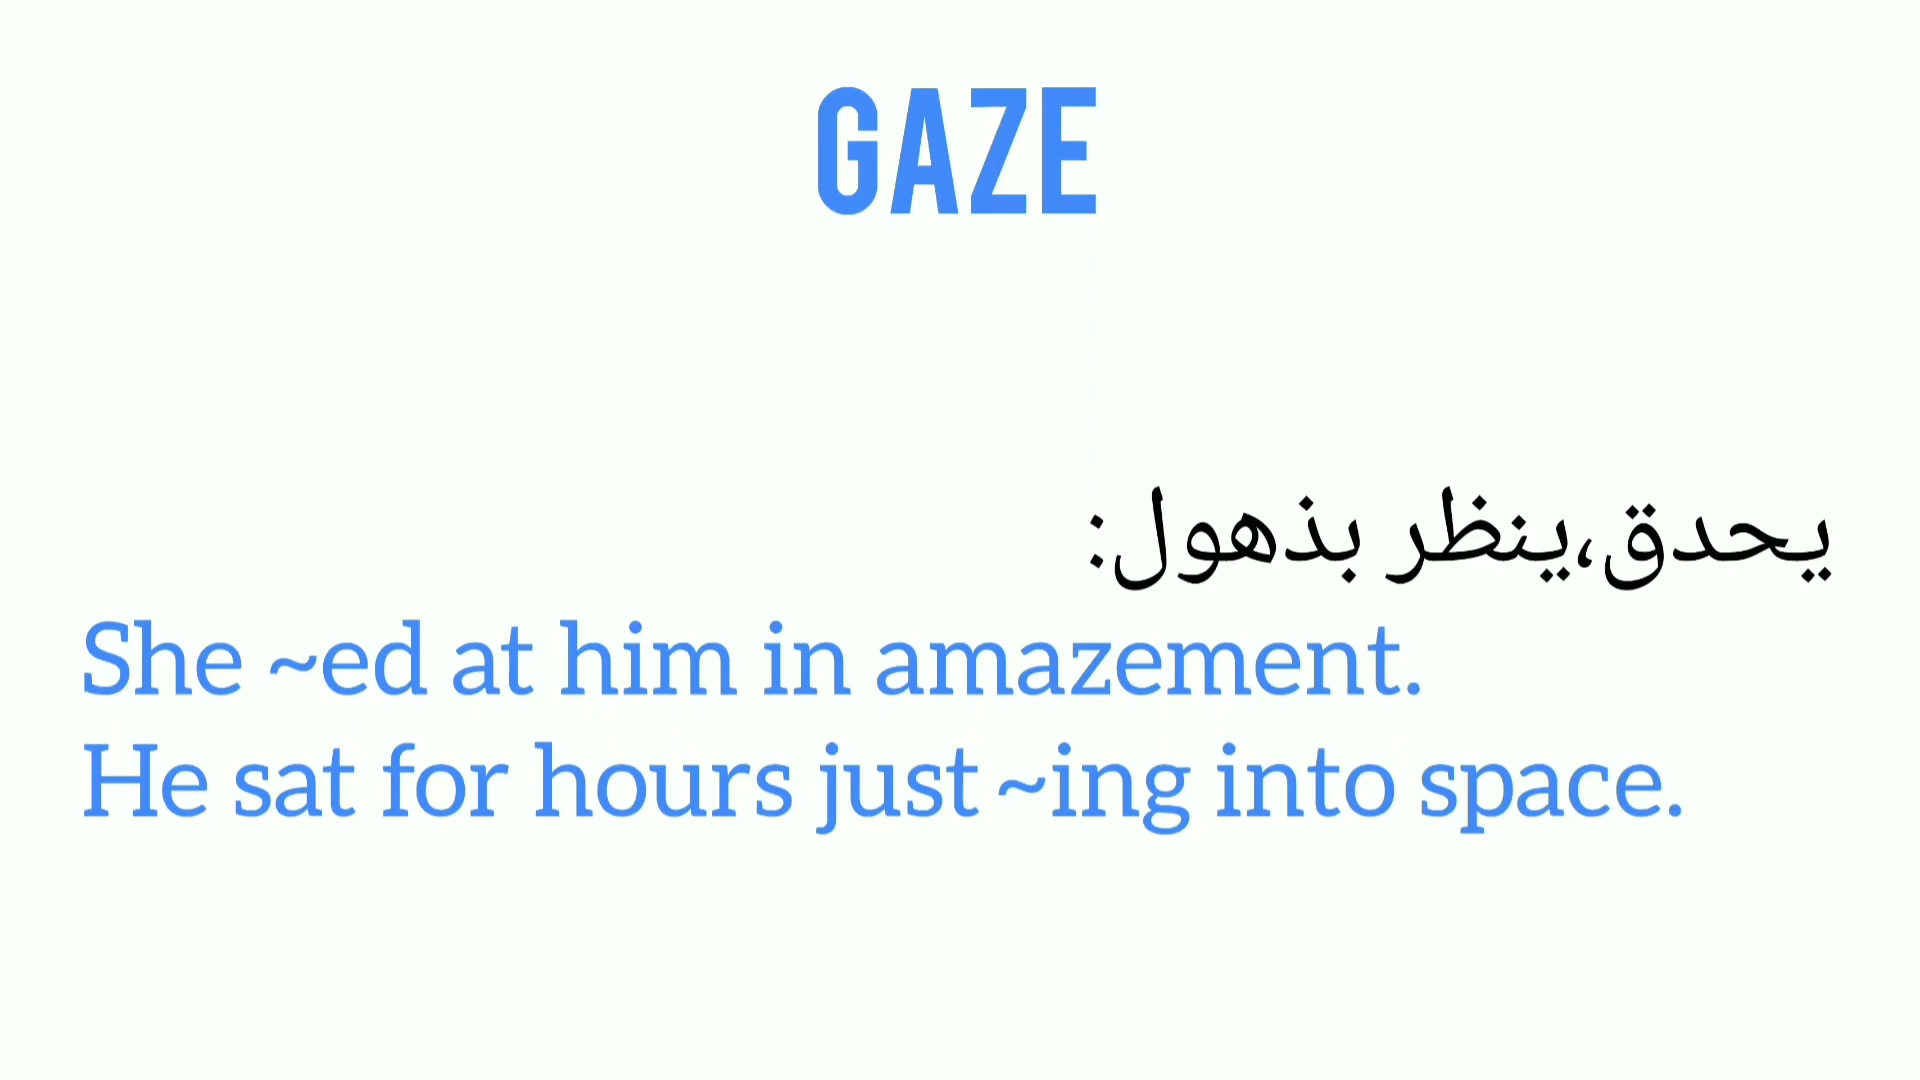 GAZE
يحدق،ينظر بذهول:
She ~ed at him in amazement.
He sat for hours just ~ing into space.